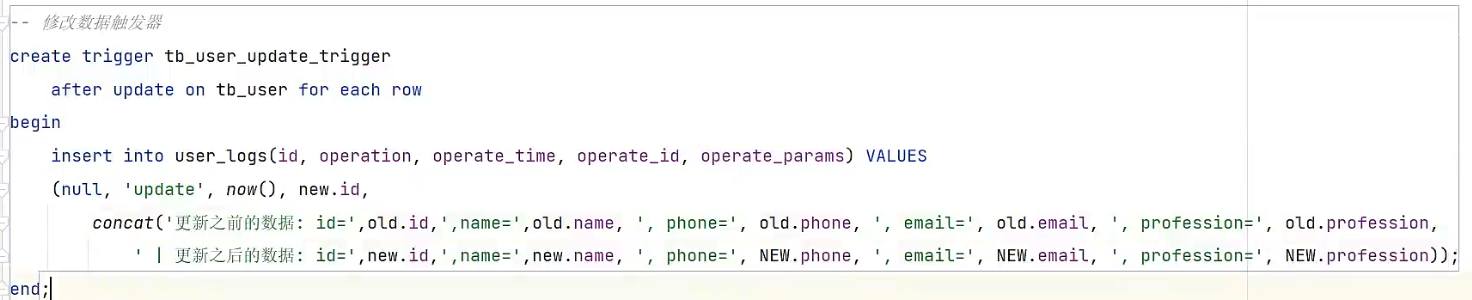 -- 修改数据触发器
create trigger tb_user_update_trigger
    after update on tb_user for each row
begin
    insert into user_logs(id, operation, operate_time, operate_id, operate_params) VALUES
    (null, 'update', now(), new.id,
        concat('更新之前的数据: id=',old.id,',name=',old.name, ', phone=', old.phone, ', email=', old.email, ', profession=', old.profession,
            ' | 更新之后的数据: id=',new.id,',name=',new.name, ', phone=', NEW.phone, ', email=', NEW.email, ', profession=', NEW.profession));
end;